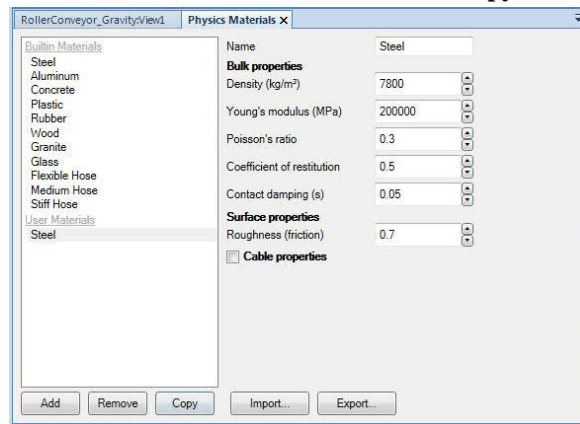 RollerConveyor_Gravity:View1 Physics Materials X
Builtin Materials
Steel
Aluminum
Concrete
Plastic
Rubber
Wood
Granite
Glass
Flexible Hose
Medium Hose
Stiff Hose
User Materials
Steel
Name Steel
Bulk properties
Density (kg/m³) 7800
Young's modulus (MPa) 200000
Poisson's ratio 0.3
Coefficient of restitution 0.5
Contact damping (s) 0.05
Surface properties
Roughness (friction) 0.7
Cable properties
Add Remove Copy Import... Export...